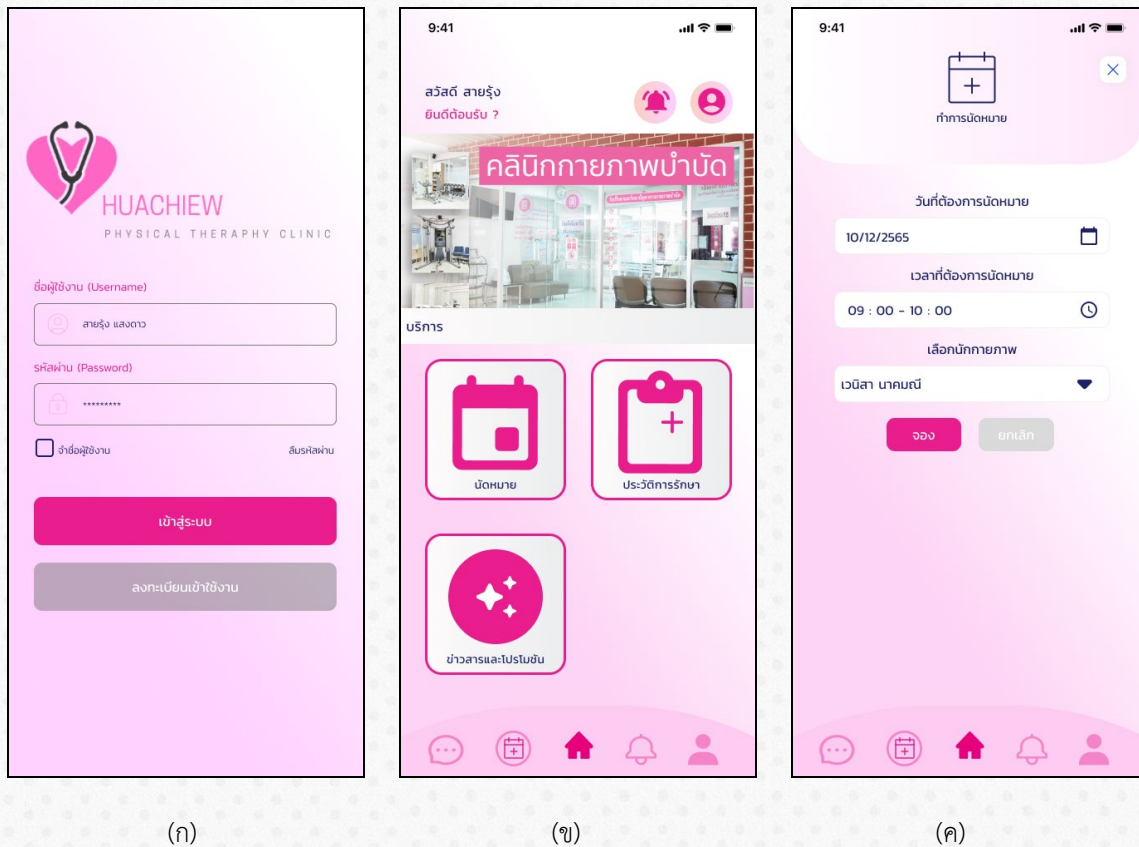 HUACHIEW
PHYSICAL THERAPHY CLINIC
ชื่อผู้ใช้งาน (Username)
สายรุ้ง แสงดาว
รหัสผ่าน (Password)
*********
จำชื่อผู้ใช้งาน
ลืมรหัสผ่าน
เข้าสู่ระบบ
ลงทะเบียนเข้าใช้งาน
(ก)
9:41
สวัสดี สายรุ้ง
ยินดีต้อนรับ ?
คลินิกกายภาพบำบัด
บริการ
นัดหมาย
ประวัติการรักษา
ข่าวสารและโปรโมชัน
(ข)
9:41
ทำการนัดหมาย
วันที่ต้องการนัดหมาย
10/12/2565
เวลาที่ต้องการนัดหมาย
09 : 00 - 10 : 00
เลือกนักกายภาพ
เวนิสา นาคมณี
จอง
ยกเลิก
(ค)